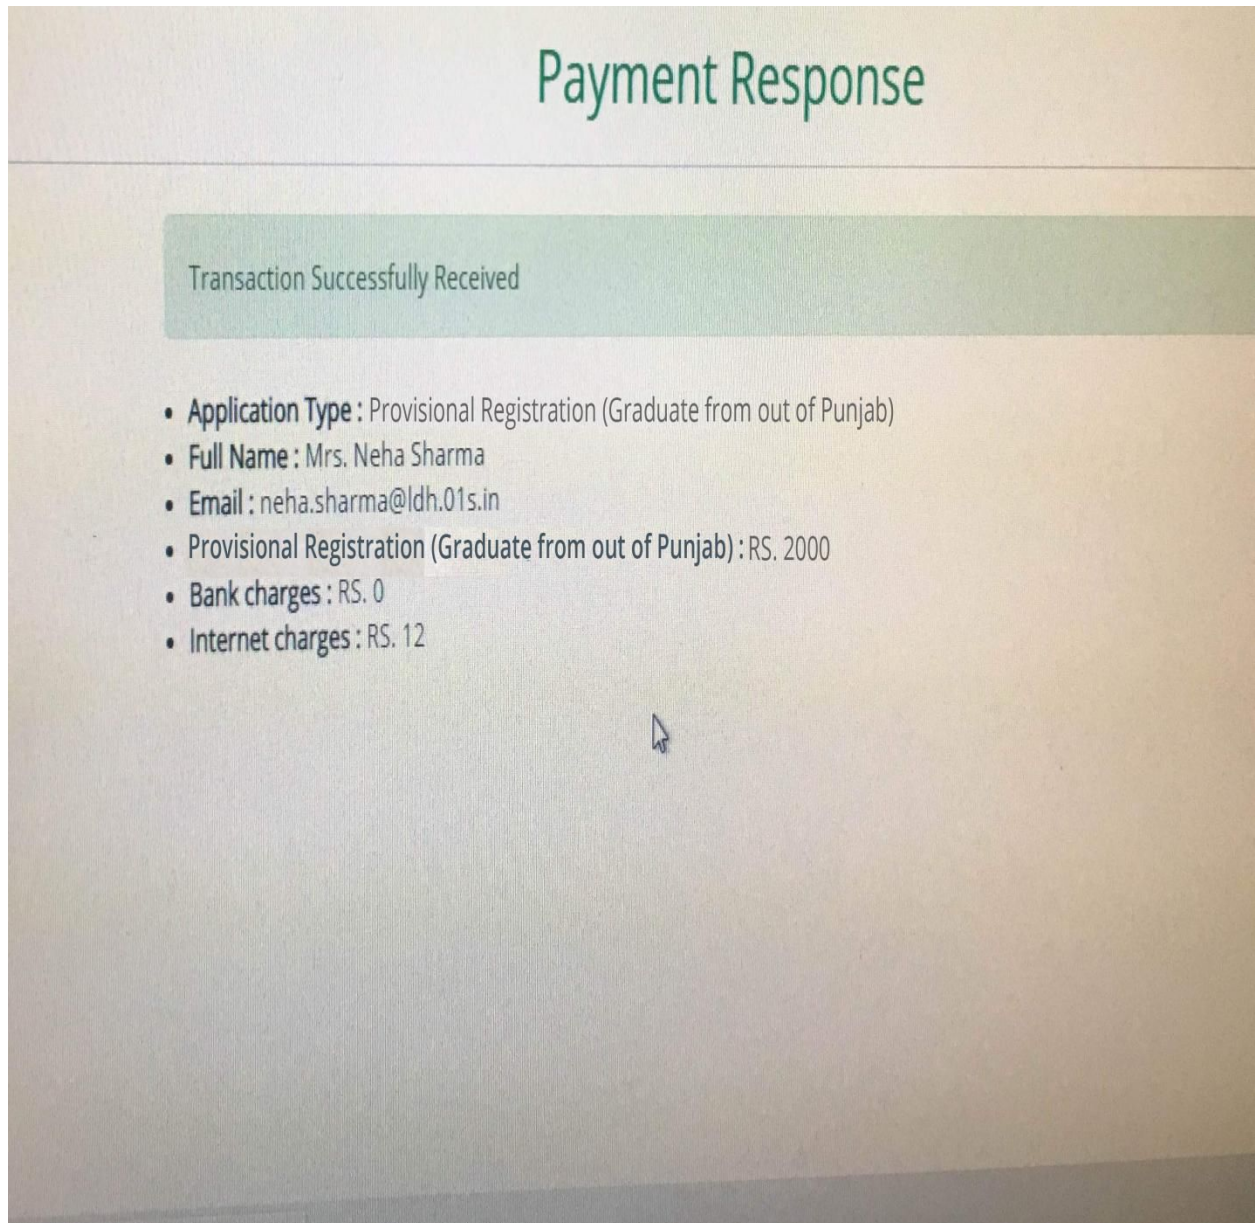 Payment Response
Transaction Successfully Received
• Application Type : Provisional Registration (Graduate from out of Punjab)
• Full Name : Mrs. Neha Sharma
• Email : neha.sharma@ldh.01s.in
• Provisional Registration (Graduate from out of Punjab) : RS. 2000
• Bank charges : RS. 0
• Internet charges : RS. 12